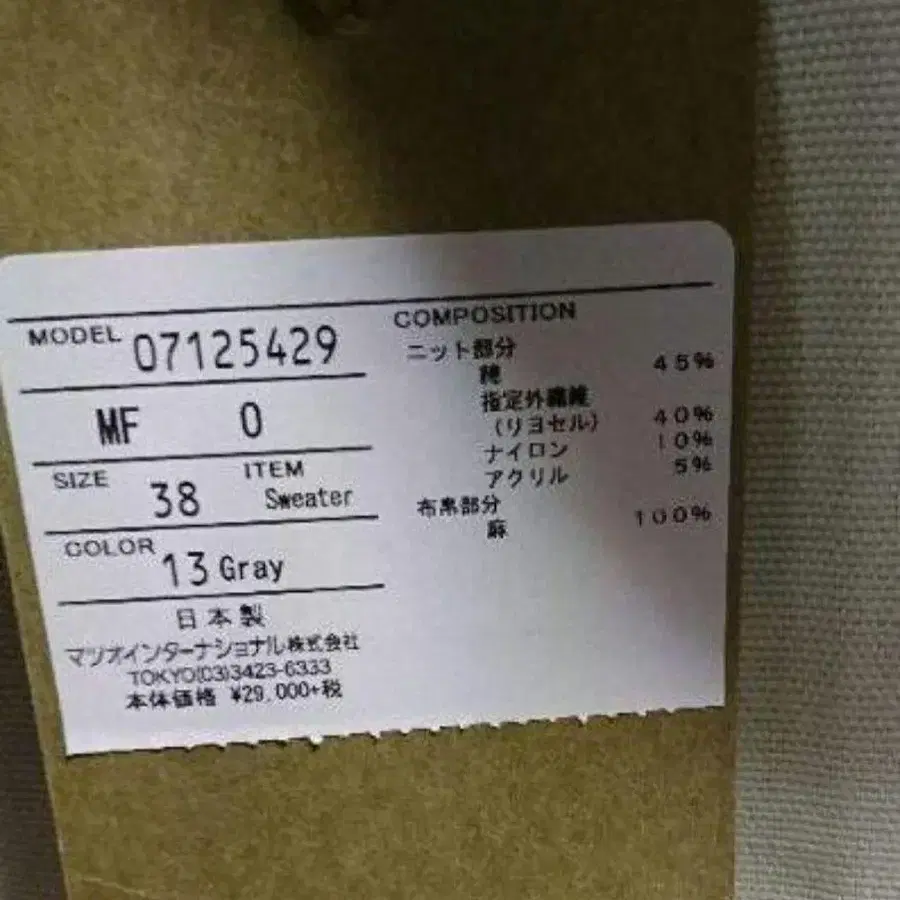 MODEL 07125429
MF 0
SIZE 38 ITEM Sweater
COLOR 13 Gray
日本製
マツオインターナショナル株式会社
TOKYO(03)3423-6333
本体価格 ¥29,000+税
COMPOSITION
ニット部分
45%
指定外繊維
(リヨセル) 40%
ナイロン 10%
アクリル 5%
布帛部分
麻 100%